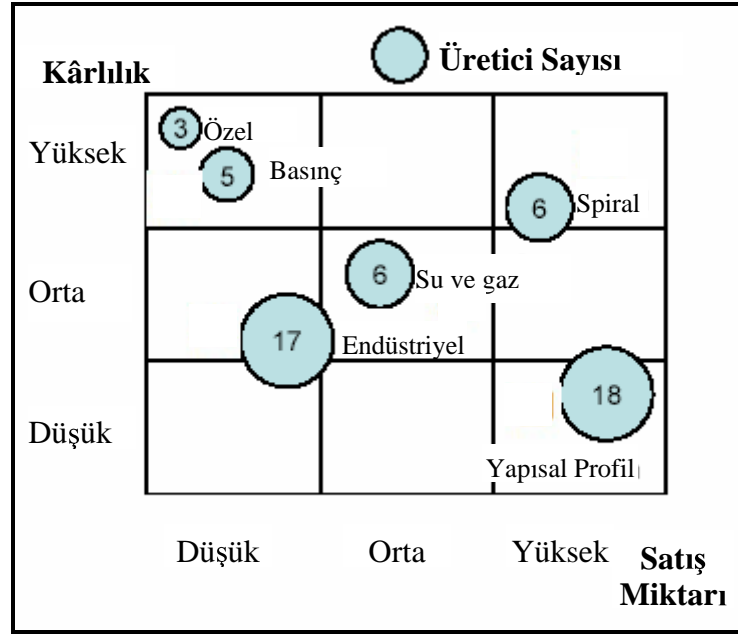 Üretici Sayısı
Kârlılık
Yüksek
3 Özel
5 Basınç
6 Spiral
Orta
6 Su ve gaz
17 Endüstriyel
18
Düşük
Yapısal Profil
Düşük Orta Yüksek Satış
Miktarı